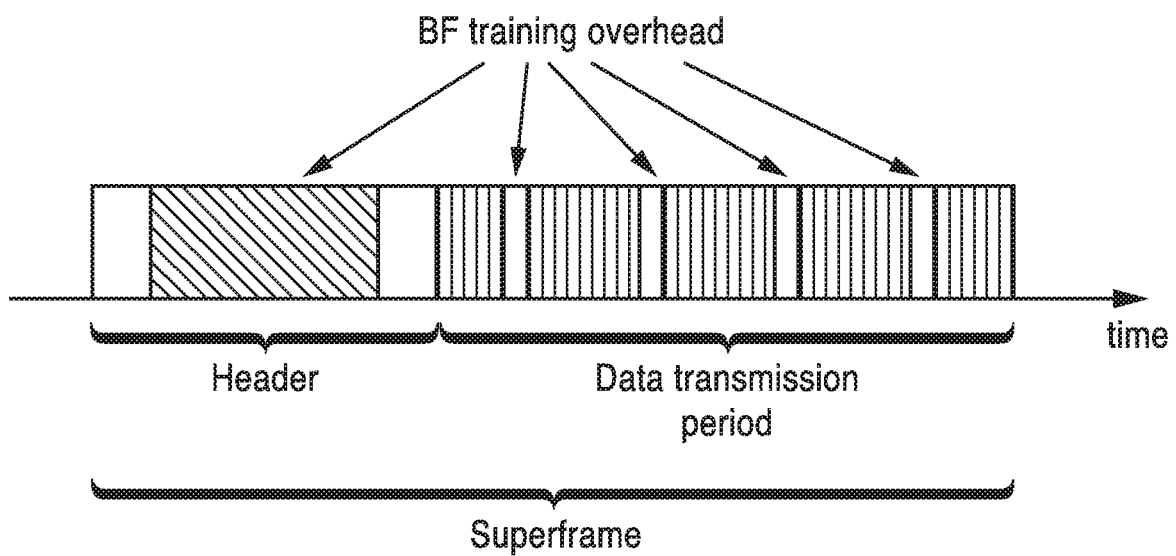 BF training overhead
time
Header
Data transmission
period
Superframe